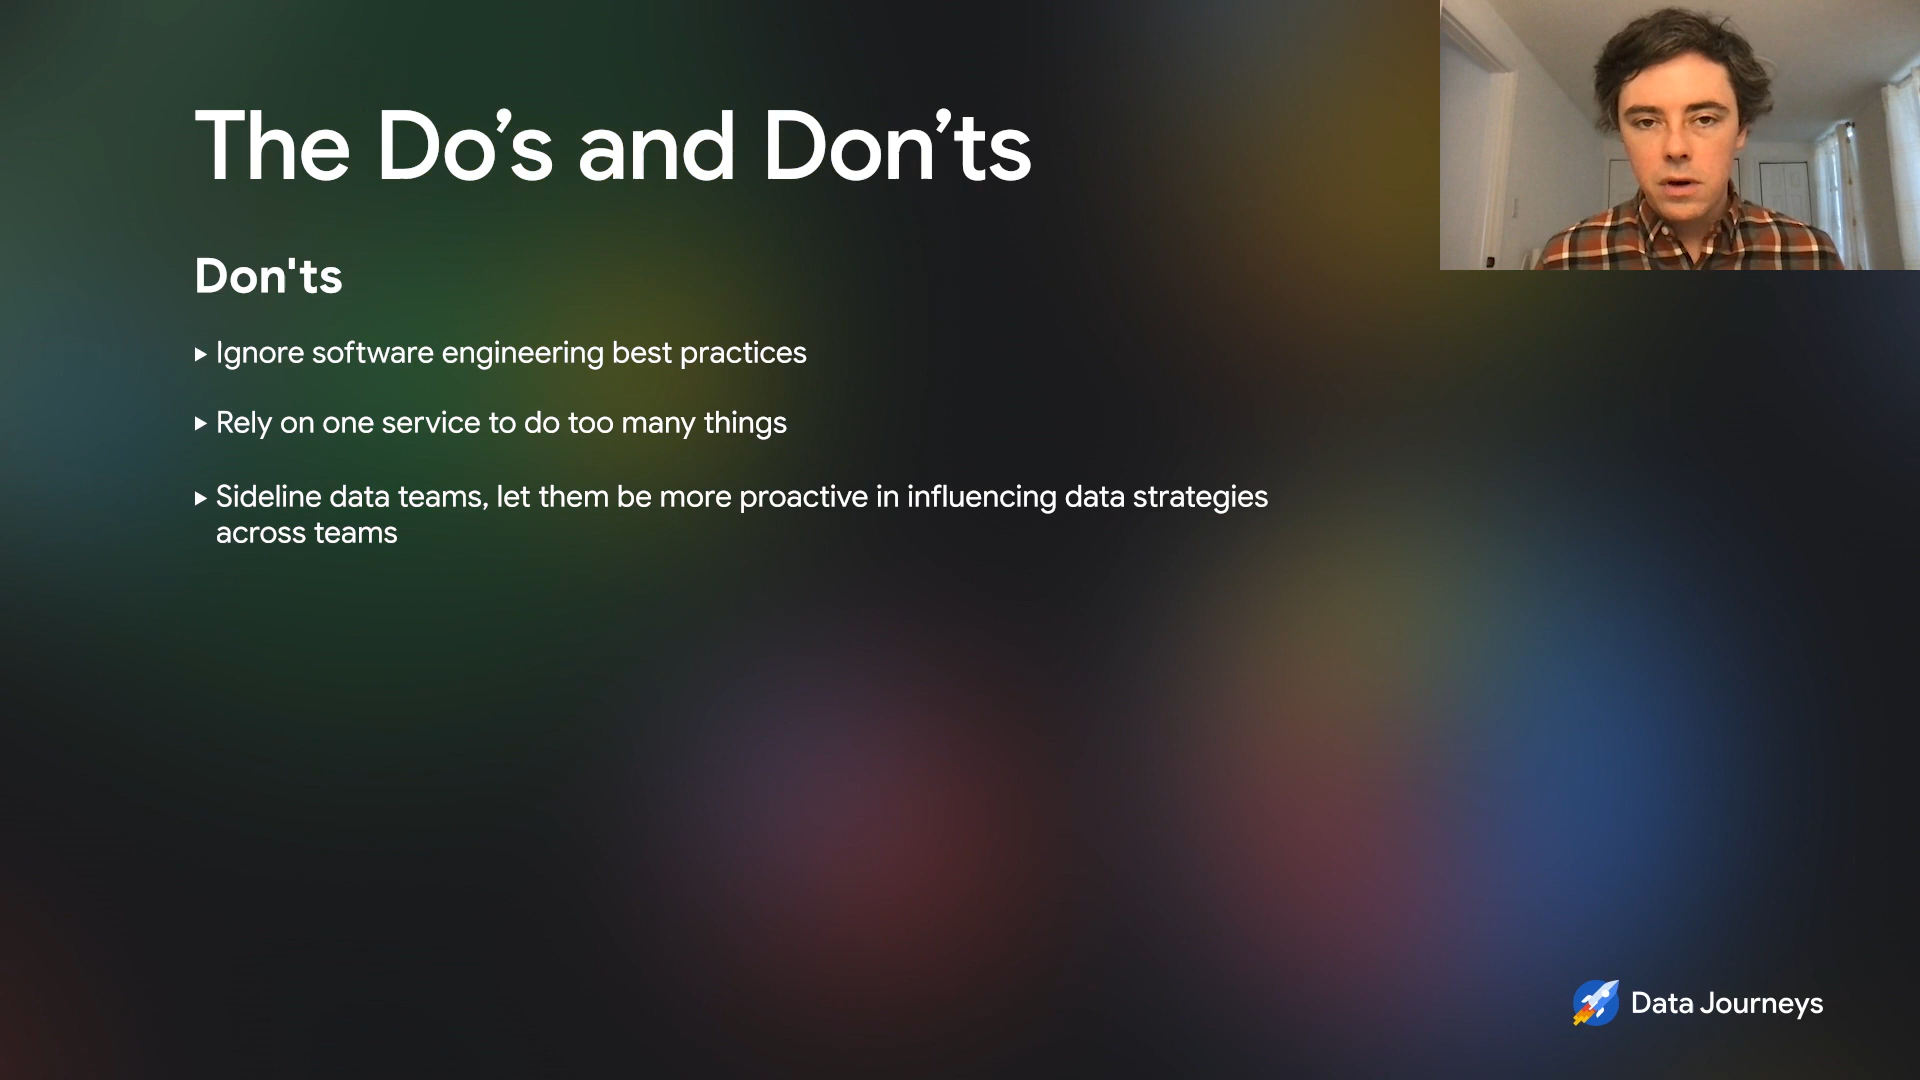 The Do’s and Don’ts
Don'ts
Ignore software engineering best practices
Rely on one service to do too many things
Sideline data teams, let them be more proactive in influencing data strategies
across teams
Data Journeys